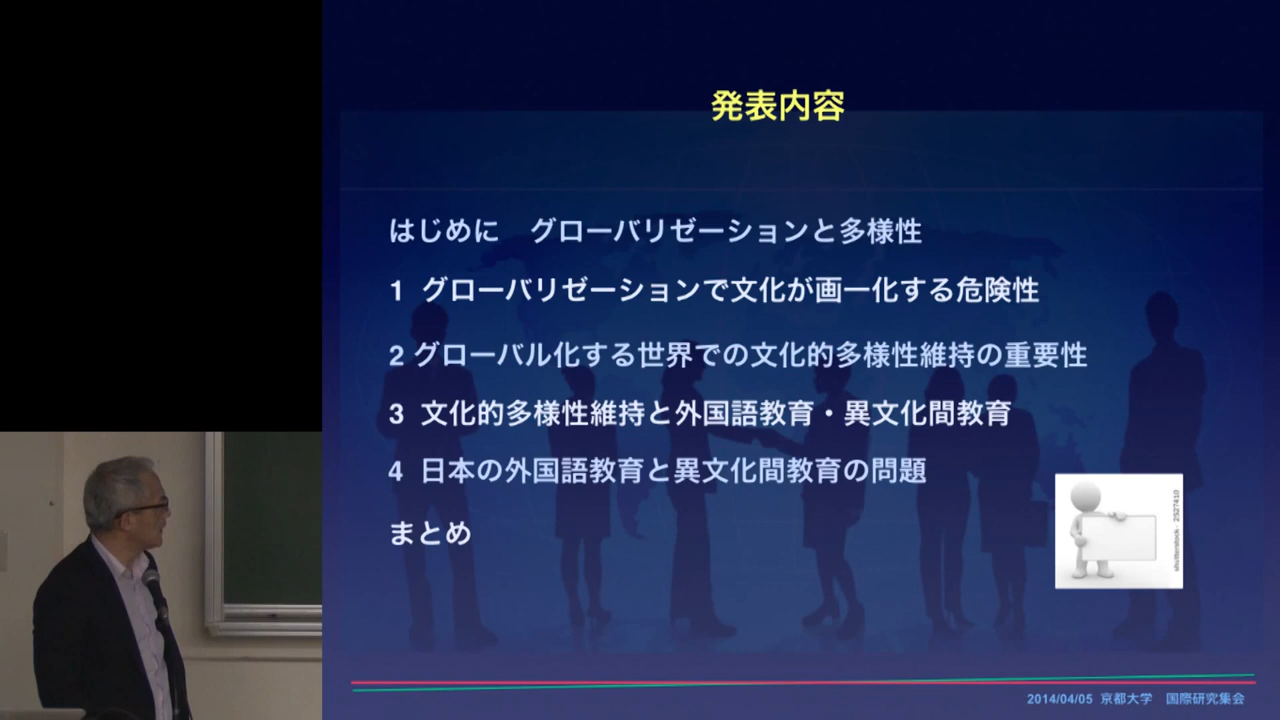 発表内容
はじめに　グローバリゼーションと多様性
1 グローバリゼーションで文化が画一化する危険性
2 グローバル化する世界での文化的多様性維持の重要性
3 文化的多様性維持と外国語教育・異文化間教育
4 日本の外国語教育と異文化間教育の問題
まとめ
shutterstock · 2527410
2014/04/05 京都大学　国際研究集会